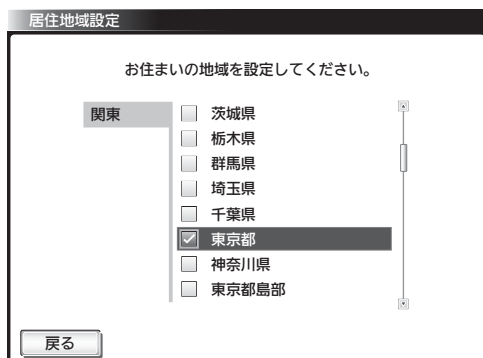 居住地域設定
お住まいの地域を設定してください。
関東
茨城県
栃木県
群馬県
埼玉県
千葉県
東京都
神奈川県
東京都島部
戻る